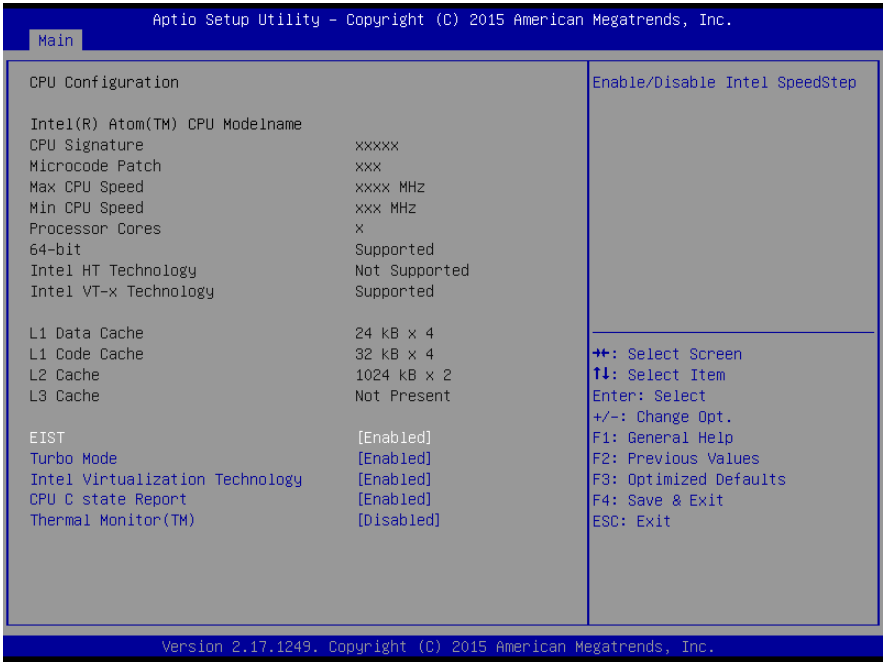 Aptio Setup Utility – Copyright (C) 2015 American Megatrends, Inc.
Main
CPU Configuration
Intel(R) Atom(TM) CPU Modelname
CPU Signature xxxxx
Microcode Patch xxx
Max CPU Speed xxxx MHz
Min CPU Speed xxx MHz
Processor Cores x
64-bit Supported
Intel HT Technology Not Supported
Intel VT-x Technology Supported
L1 Data Cache 24 kB x 4
L1 Code Cache 32 kB x 4
L2 Cache 1024 kB x 2
L3 Cache Not Present
EIST [Enabled]
Turbo Mode [Enabled]
Intel Virtualization Technology [Enabled]
CPU C state Report [Enabled]
Thermal Monitor(TM) [Disabled]
Enable/Disable Intel SpeedStep
→←: Select Screen
↑↓: Select Item
Enter: Select
+/-: Change Opt.
F1: General Help
F2: Previous Values
F3: Optimized Defaults
F4: Save & Exit
ESC: Exit
Version 2.17.1249. Copyright (C) 2015 American Megatrends, Inc.